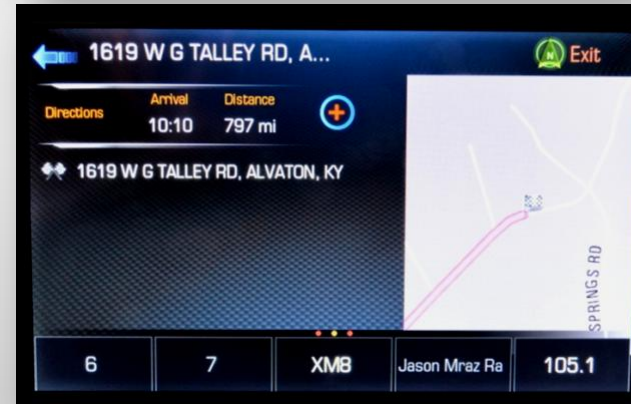 1619 W G TALLEY RD, A...
N
Exit
Directions
Arrival
Distance
10:10
797 mi
1619 W G TALLEY RD, ALVATON, KY
SPRINGS RD
6
7
XM8
Jason Mraz Ra
105.1